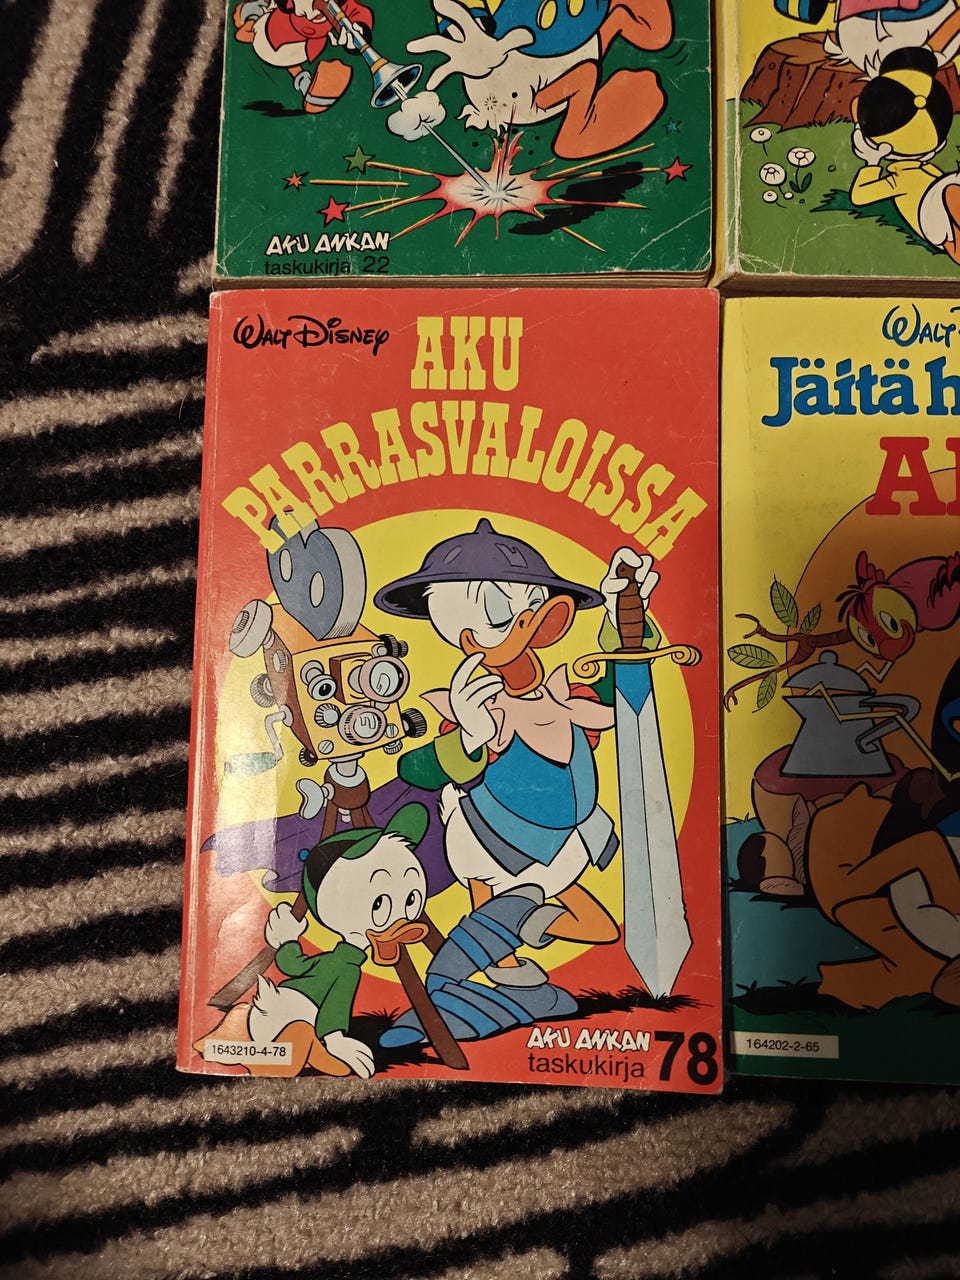 AKU ANKAN
taskukirja 22
WALT DISNEY
AKU
PARRASVALOISSA
1643210-4-78
AKU ANKAN
taskukirja 78
WALT
Jäitä
164202-2-65